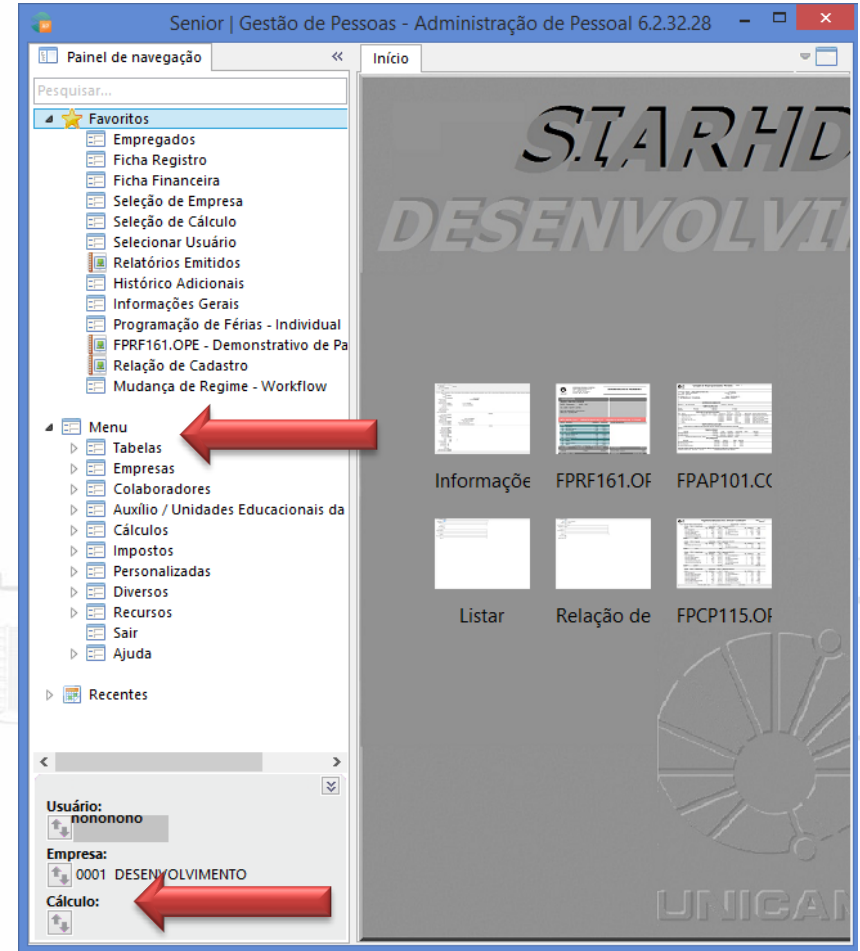 Senior | Gestão de Pessoas - Administração de Pessoal 6.2.32.28
Painel de navegação
Início
Pesquisar...
Favoritos
Empregados
Ficha Registro
Ficha Financeira
Seleção de Empresa
Seleção de Cálculo
Selecionar Usuário
Relatórios Emitidos
Histórico Adicionais
Informações Gerais
Programação de Férias - Individual
FPRF161.OPE - Demonstrativo de Pa
Relação de Cadastro
Mudança de Regime - Workflow
Menu
Tabelas
Empresas
Colaboradores
Auxílio / Unidades Educacionais da
Cálculos
Impostos
Personalizadas
Diversos
Recursos
Sair
Ajuda
Recentes
Usuário:
nononono
Empresa:
0001 DESENVOLVIMENTO
Cálculo:
SIARHD
DESENVOLVI
Informaçõe FPRF161.OF FPAP101.CC
Listar Relação de FPCP115.OF
UNICA